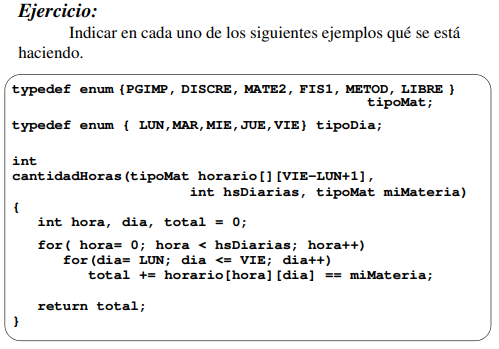 Ejercicio:
Indicar en cada uno de los siguientes ejemplos qué se está
haciendo.
typedef enum {PGIMP, DISCRE, MATE2, FIS1, METOD, LIBRE }
tipoMat;
typedef enum { LUN,MAR,MIE,JUE,VIE} tipoDia;
int
cantidadHoras(tipoMat horario[][VIE-LUN+1],
int hsDiarias, tipoMat miMateria)
{
int hora, dia, total = 0;
for( hora= 0; hora < hsDiarias; hora++)
for(dia= LUN; dia <= VIE; dia++)
total += horario[hora][dia] == miMateria;
return total;
}